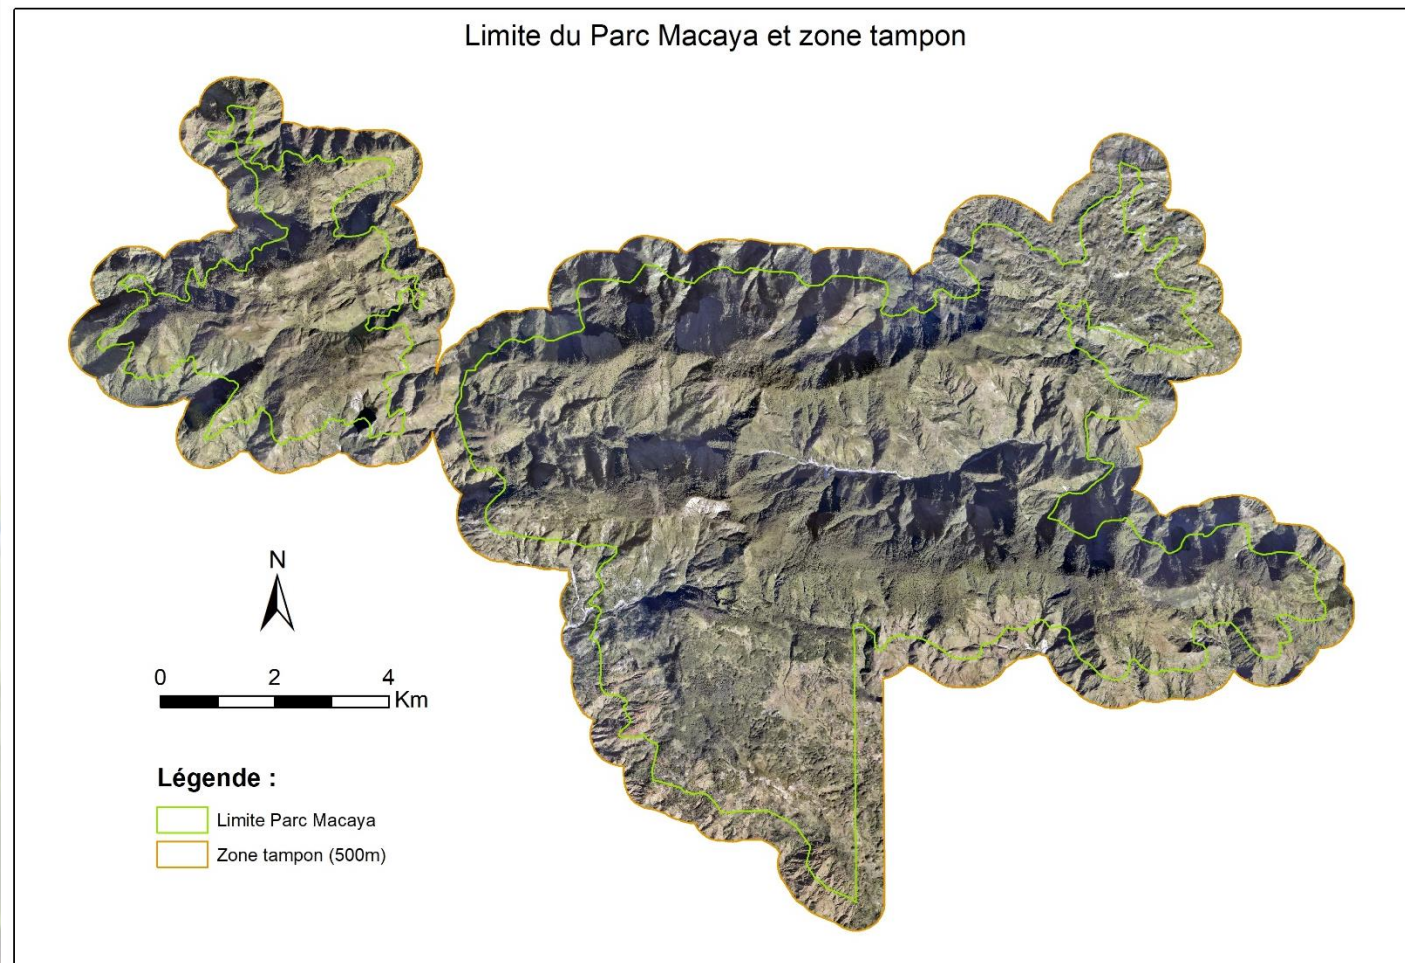 Limite du Parc Macaya et zone tampon
N
0 2 4
Km
Légende :
Limite Parc Macaya
Zone tampon (500m)